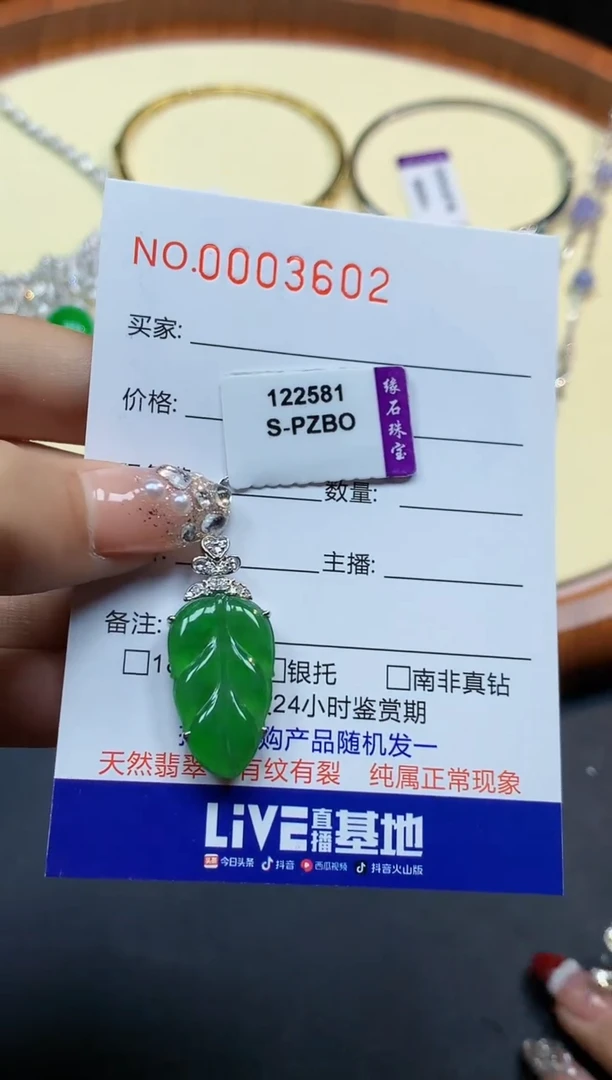 NO.0003602
买家:
价格:
122581
S-PZBO
缘石珠宝
数量:
主播:
备注:
银托
南非真钻
24小时鉴赏期
购产品随机发一
天然翡翠 有纹有裂 纯属正常现象
LiVE直播基地
头条 今日头条 抖音 西瓜视频 抖音火山版